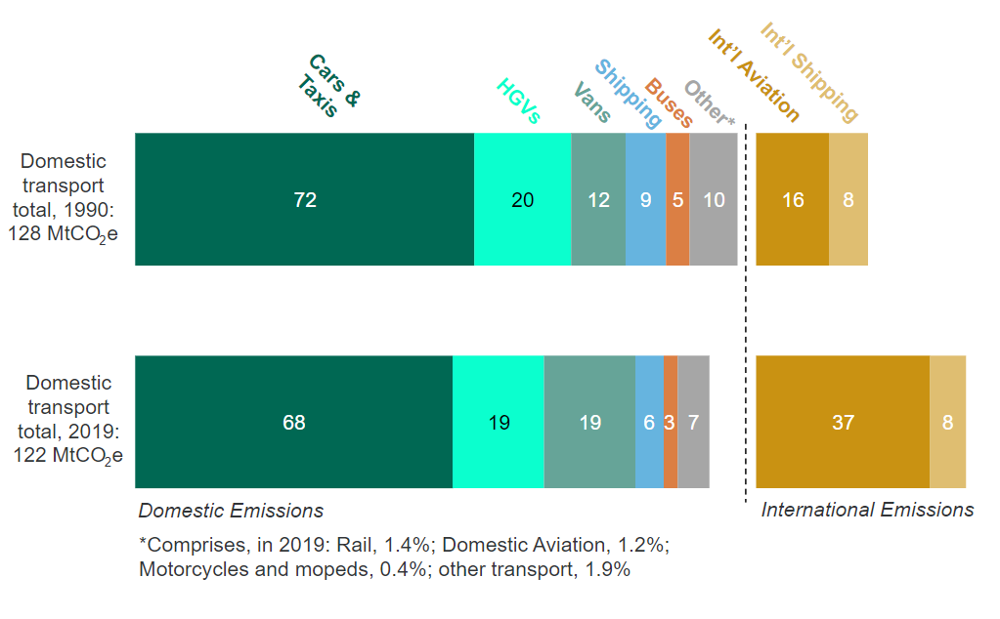 Cars &
Taxis
HGVs
Vans
Shipping
Buses
Other*
Int'l Aviation
Int'l Shipping
Domestic
transport
total, 1990:
128 MtCO2e
72
20
12
9
5
10
16
8
Domestic
transport
total, 2019:
122 MtCO2e
68
19
19
6
3
7
37
8
Domestic Emissions
International Emissions
*Comprises, in 2019: Rail, 1.4%; Domestic Aviation, 1.2%;
Motorcycles and mopeds, 0.4%; other transport, 1.9%